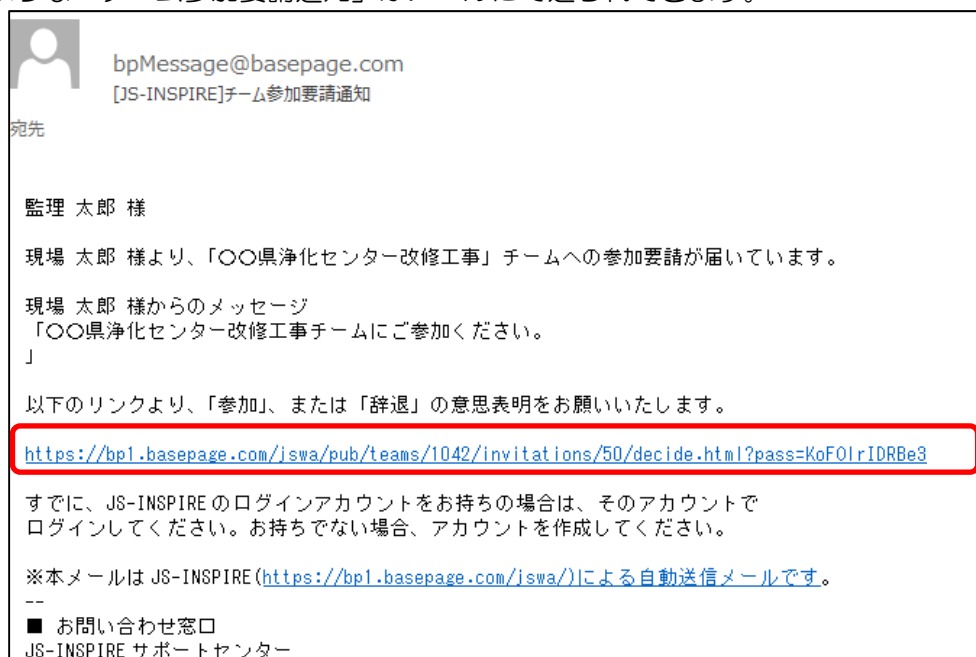 bpMessage@basepage.com
[JS-INSPIRE]チーム参加要請通知
宛先
監理 太郎 様
現場 太郎 様より、「〇〇県浄化センター改修工事」チームへの参加要請が届いています。
現場 太郎 様からのメッセージ
「〇〇県浄化センター改修工事チームにご参加ください。
」
以下のリンクより、「参加」、または「辞退」の意思表明をお願いいたします。
https://bp1.basepage.com/jswa/pub/teams/1042/invitations/50/decide.html?pass=KoFOlrIDRBe3
すでに、JS-INSPIREのログインアカウントをお持ちの場合は、そのアカウントで
ログインしてください。お持ちでない場合、アカウントを作成してください。
※本メールは JS-INSPIRE(https://bp1.basepage.com/jswa/)による自動送信メールです。
--
■ お問い合わせ窓口
JS-INSPIRE サポートセンター